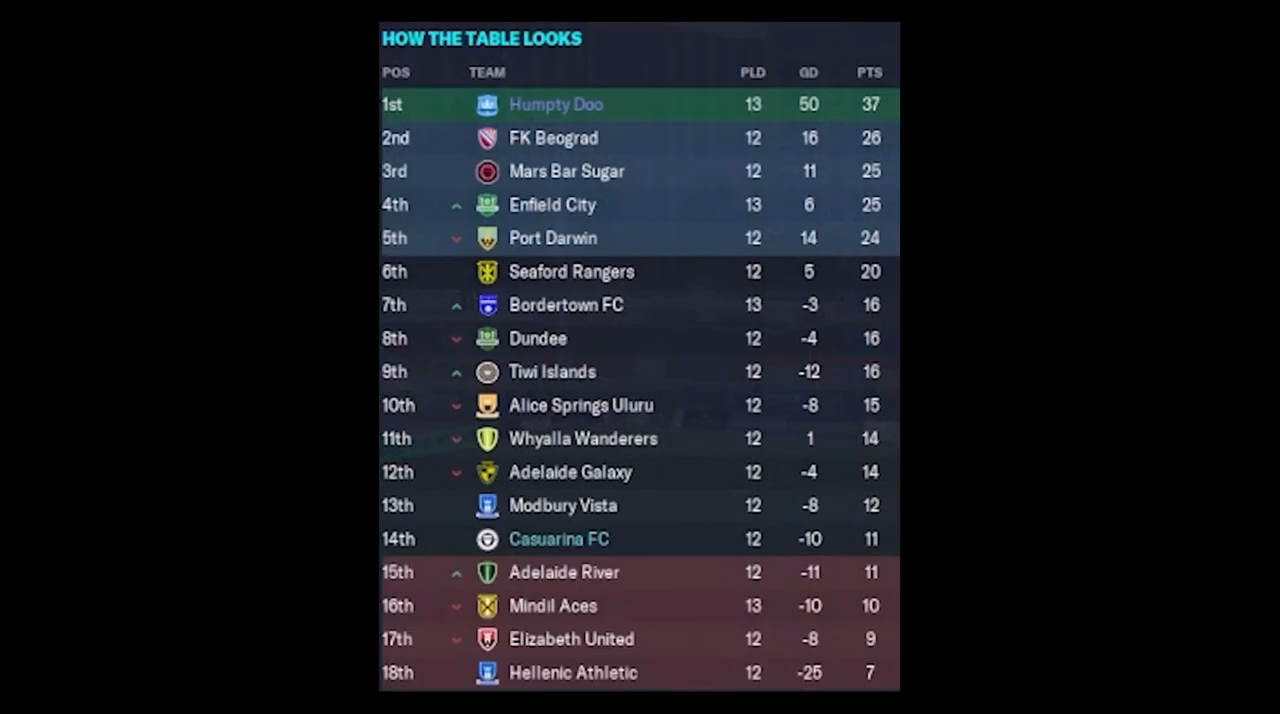 HOW THE TABLE LOOKS
POS TEAM PLD GD PTS
1st Humpty Doo 13 50 37
2nd FK Beograd 12 16 26
3rd Mars Bar Sugar 12 11 25
4th Enfield City 13 6 25
5th Port Darwin 12 14 24
6th Seaford Rangers 12 5 20
7th Bordertown FC 13 -3 16
8th Dundee 12 -4 16
9th Tiwi Islands 12 -12 16
10th Alice Springs Uluru 12 -8 15
11th Whyalla Wanderers 12 1 14
12th Adelaide Galaxy 12 -4 14
13th Modbury Vista 12 -8 12
14th Casuarina FC 12 -10 11
15th Adelaide River 12 -11 11
16th Mindil Aces 13 -10 10
17th Elizabeth United 12 -8 9
18th Hellenic Athletic 12 -25 7